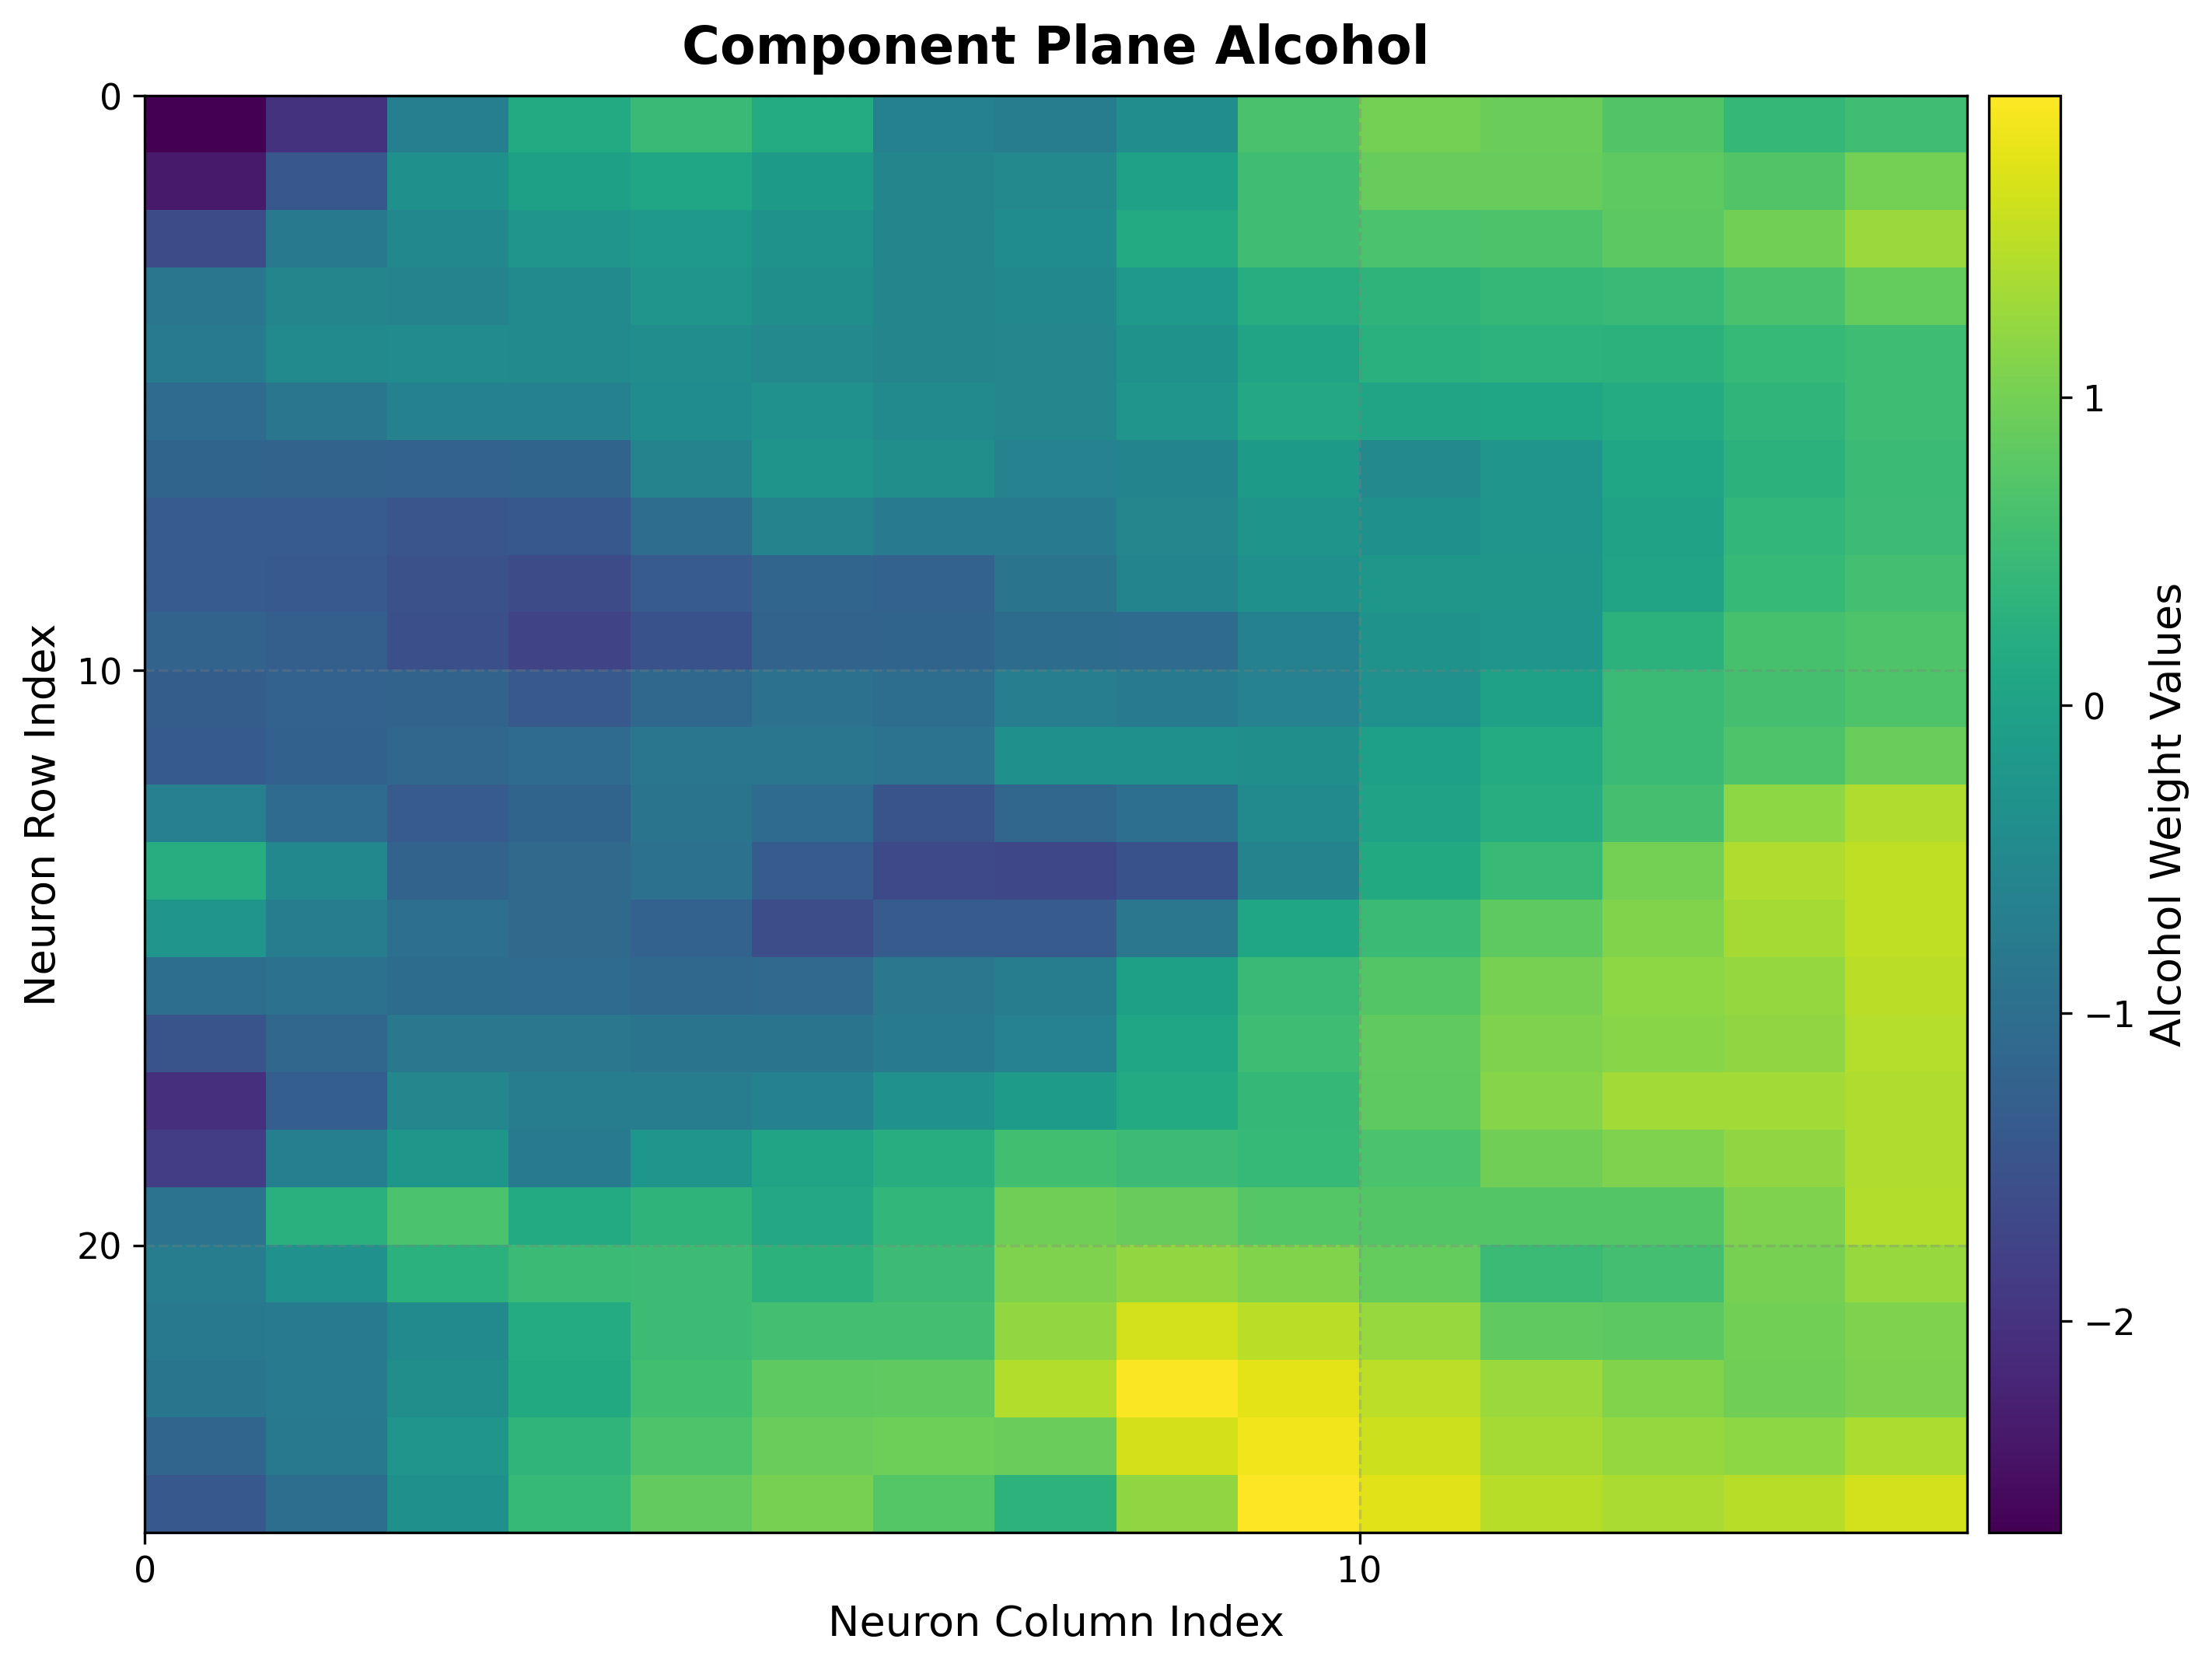 Component Plane Alcohol
0
10
20
Neuron Row Index
0
10
Neuron Column Index
1
0
−1
−2
Alcohol Weight Values